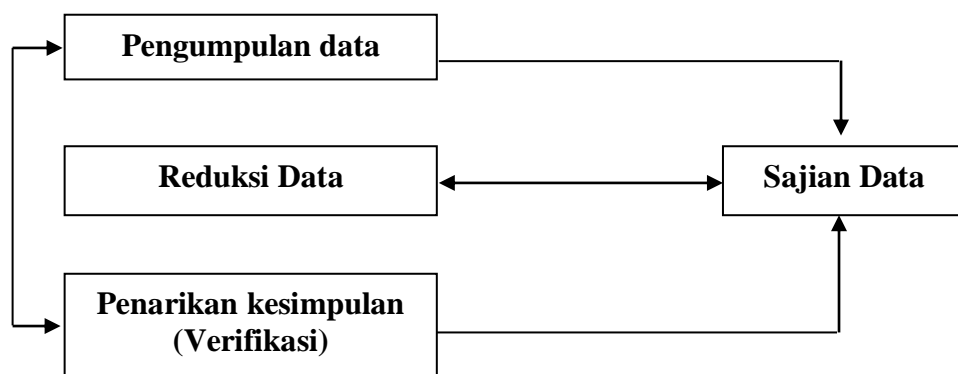 Pengumpulan data
Reduksi Data
Sajian Data
Penarikan kesimpulan
(Verifikasi)